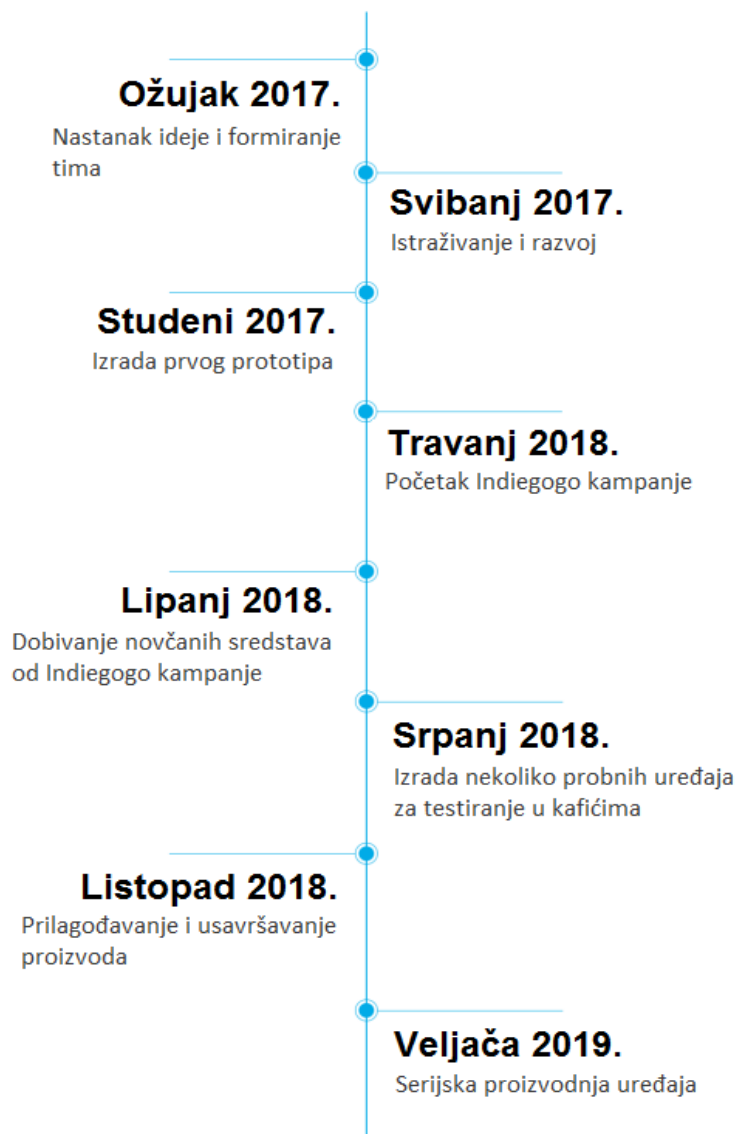 Ožujak 2017.
Nastanak ideje i formiranje
tima
Svibanj 2017.
Istraživanje i razvoj
Studeni 2017.
Izrada prvog prototipa
Travanj 2018.
Početak Indiegogo kampanje
Lipanj 2018.
Dobivanje novčanih sredstava
od Indiegogo kampanje
Srpanj 2018.
Izrada nekoliko probnih uređaja
za testiranje u kafićima
Listopad 2018.
Prilagođavanje i usavršavanje
proizvoda
Veljača 2019.
Serijska proizvodnja uređaja